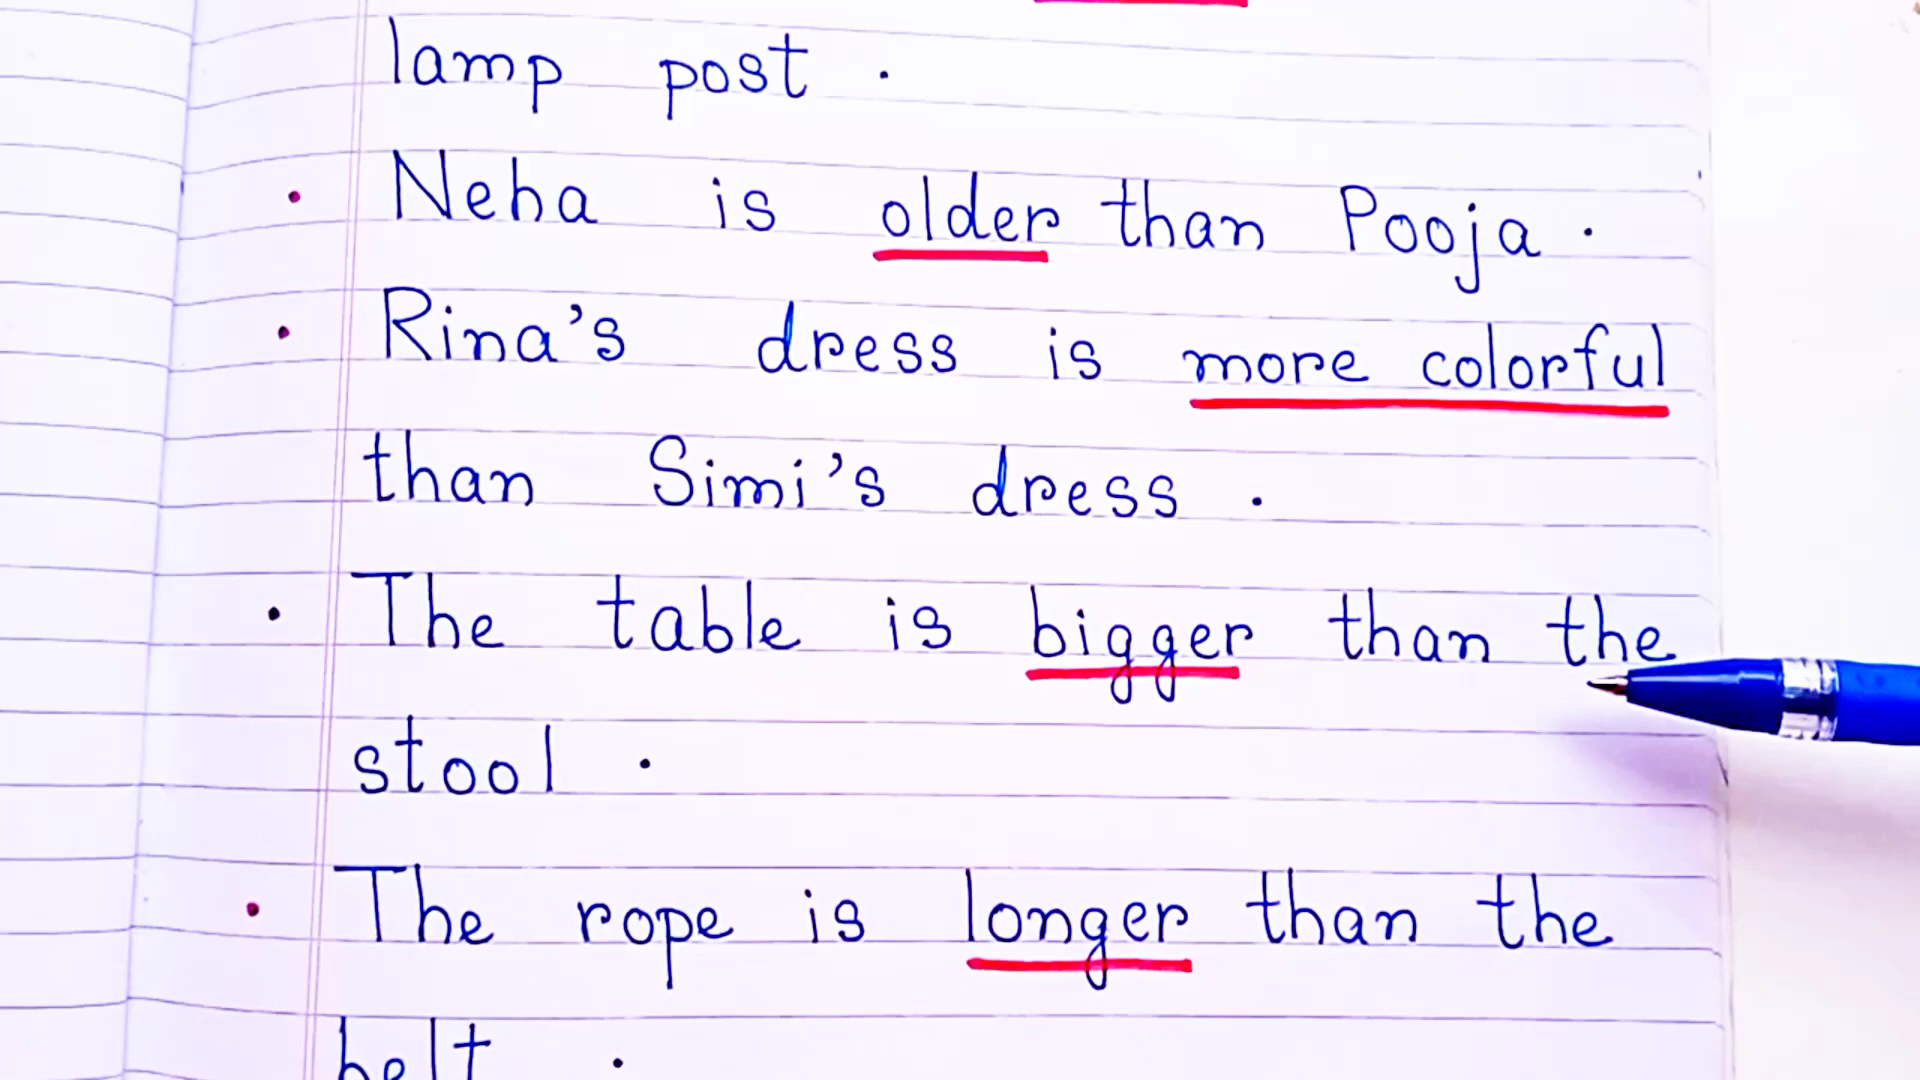 lamp post .
• Neha is older than Pooja .
• Rina's dress is more colorful
than Simi's dress .
• The table is bigger than the
stool .
• The rope is longer than the
belt .